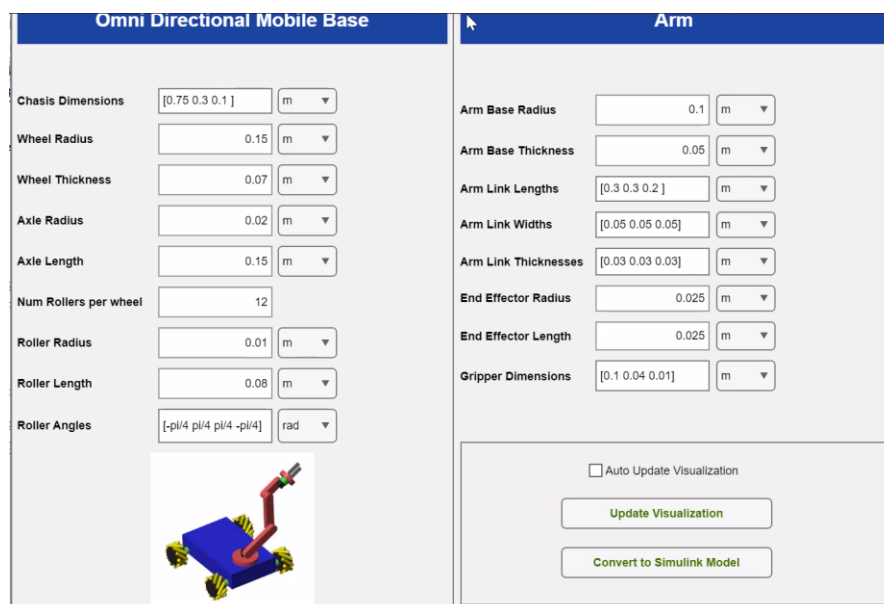 Omni Directional Mobile Base
Chasis Dimensions [0.75 0.3 0.1 ] m
Wheel Radius 0.15 m
Wheel Thickness 0.07 m
Axle Radius 0.02 m
Axle Length 0.15 m
Num Rollers per wheel 12
Roller Radius 0.01 m
Roller Length 0.08 m
Roller Angles [-pi/4 pi/4 pi/4 -pi/4] rad
Arm
Arm Base Radius 0.1 m
Arm Base Thickness 0.05 m
Arm Link Lengths [0.3 0.3 0.2 ] m
Arm Link Widths [0.05 0.05 0.05] m
Arm Link Thicknesses [0.03 0.03 0.03] m
End Effector Radius 0.025 m
End Effector Length 0.025 m
Gripper Dimensions [0.1 0.04 0.01] m
Auto Update Visualization
Update Visualization
Convert to Simulink Model